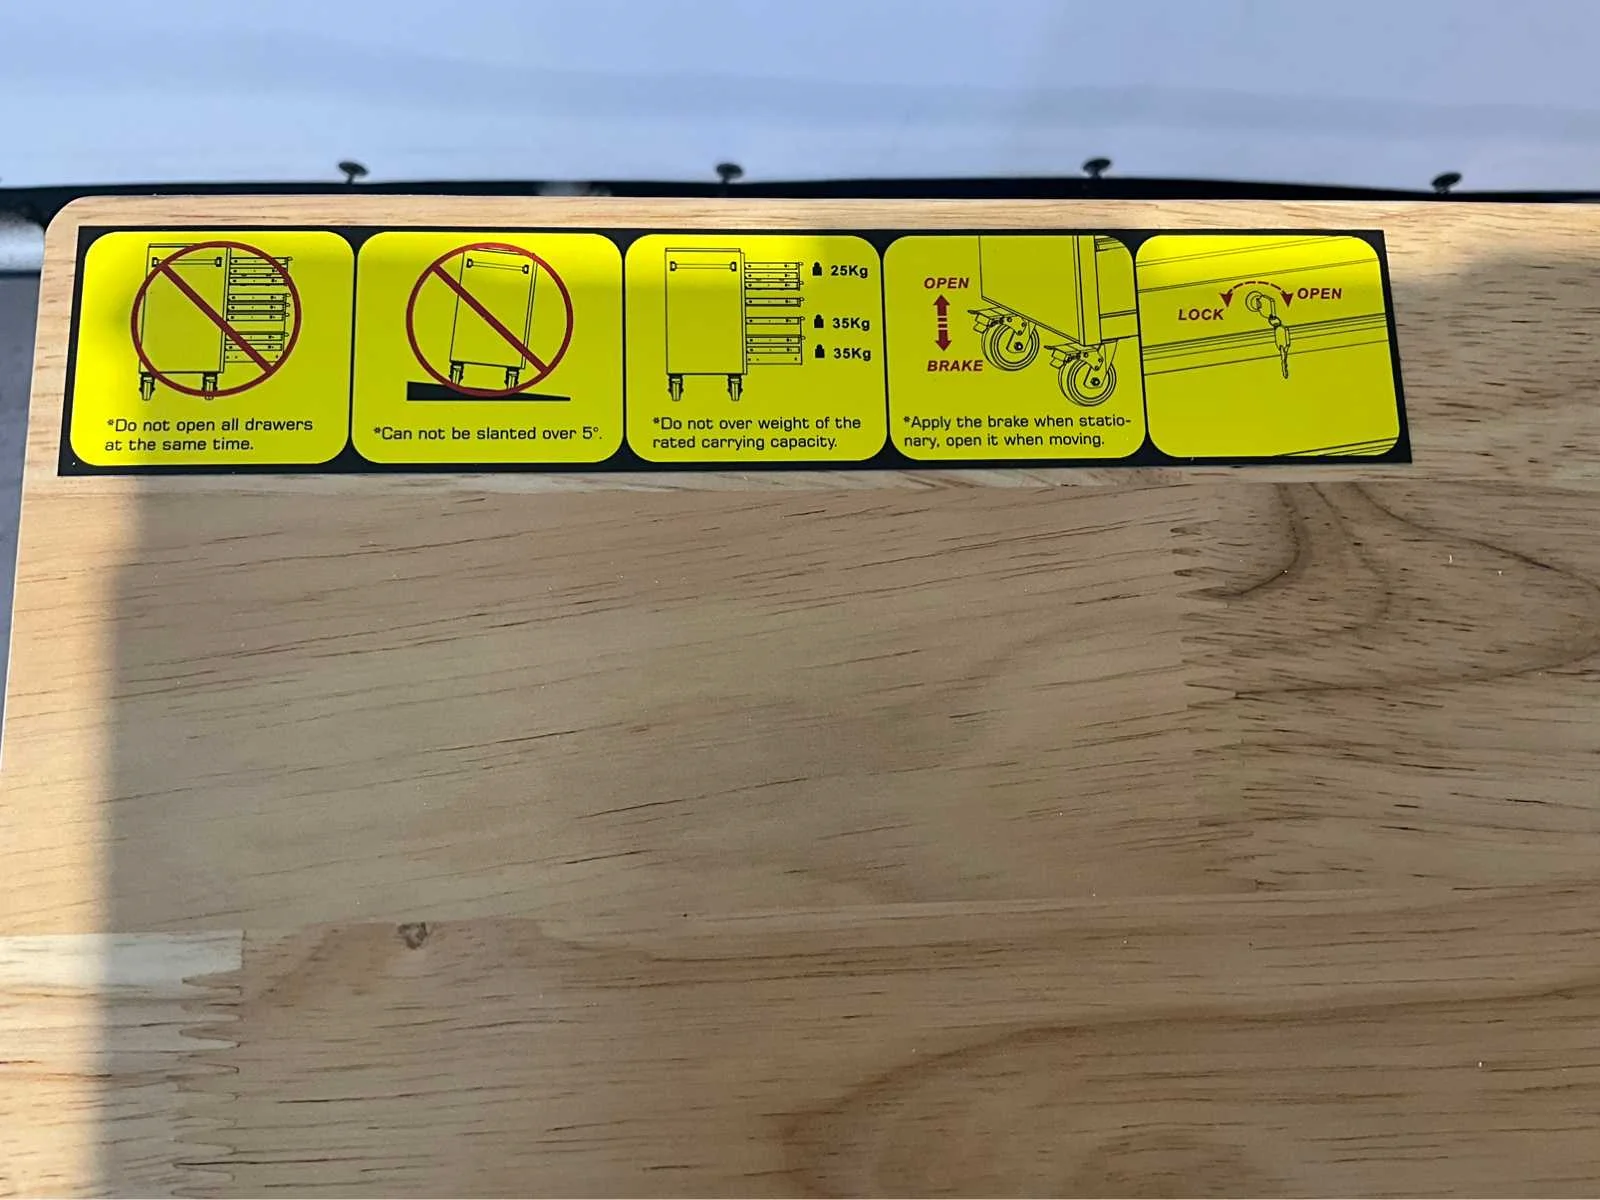 *Do not open all drawers
at the same time.
*Can not be slanted over 5°.
25Kg
35Kg
35Kg
*Do not over weight of the
rated carrying capacity.
OPEN
BRAKE
*Apply the brake when statio-
nary, open it when moving.
LOCK
OPEN